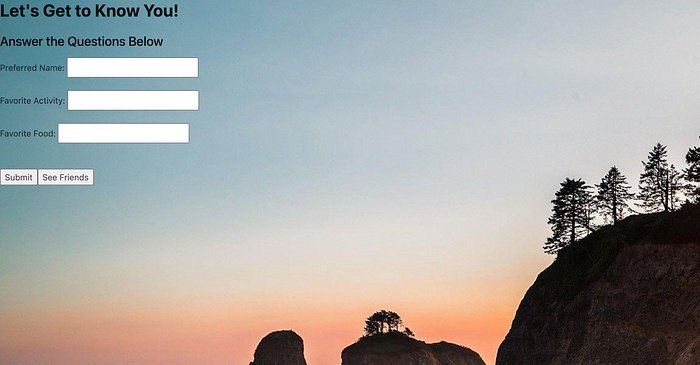 Let's Get to Know You!
Answer the Questions Below
Preferred Name:
Favorite Activity:
Favorite Food:
Submit See Friends